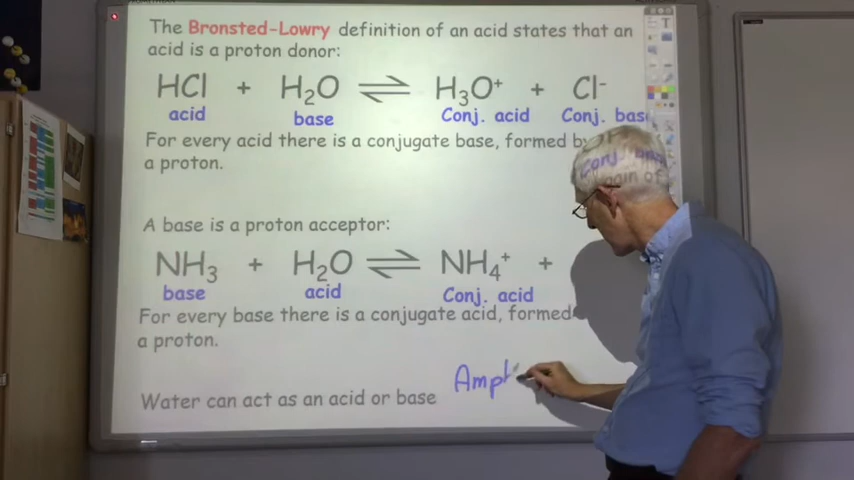 The Bronsted-Lowry definition of an acid states that an
acid is a proton donor:
HCl + H₂O ⇌ H₃O⁺ + Cl⁻
acid base Conj. acid Conj. bas
For every acid there is a conjugate base, formed by
a proton.
A base is a proton acceptor:
NH₃ + H₂O ⇌ NH₄⁺ +
base acid Conj. acid
For every base there is a conjugate acid, formed
a proton.
Water can act as an acid or base
Amph